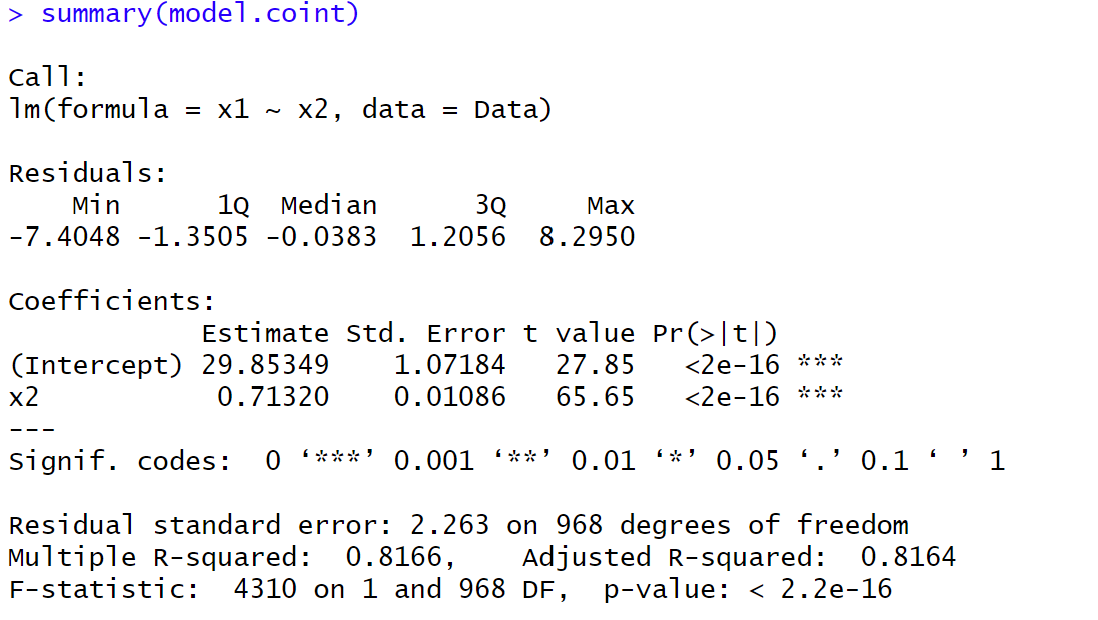 > summary(model.coint)
Call:
lm(formula = x1 ~ x2, data = Data)
Residuals:
    Min      1Q  Median      3Q     Max
-7.4048 -1.3505 -0.0383  1.2056  8.2950
Coefficients:
            Estimate Std. Error t value Pr(>|t|)
(Intercept) 29.85349    1.07184   27.85   <2e-16 ***
x2           0.71320    0.01086   65.65   <2e-16 ***
---
Signif. codes:  0 ‘***’ 0.001 ‘**’ 0.01 ‘*’ 0.05 ‘.’ 0.1 ‘ ’ 1
Residual standard error: 2.263 on 968 degrees of freedom
Multiple R-squared:  0.8166,    Adjusted R-squared:  0.8164
F-statistic:  4310 on 1 and 968 DF,  p-value: < 2.2e-16